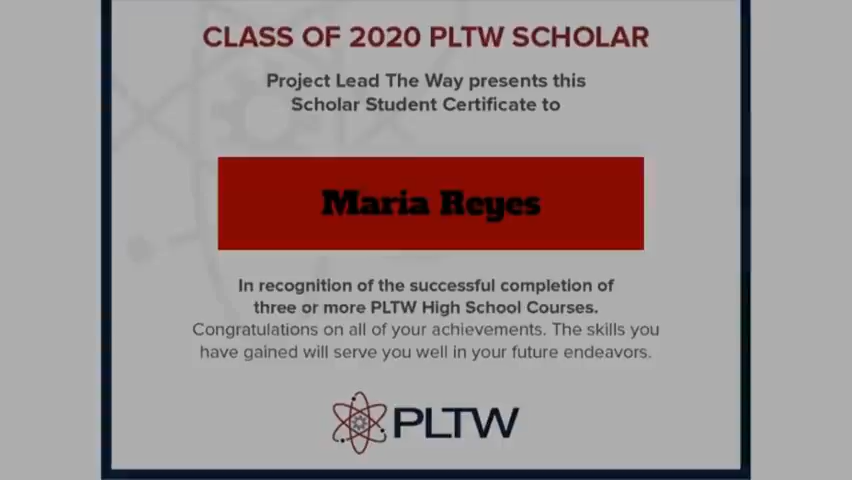 CLASS OF 2020 PLTW SCHOLAR
Project Lead The Way presents this
Scholar Student Certificate to
Maria Reyes
In recognition of the successful completion of
three or more PLTW High School Courses.
Congratulations on all of your achievements. The skills you
have gained will serve you well in your future endeavors.
PLTW